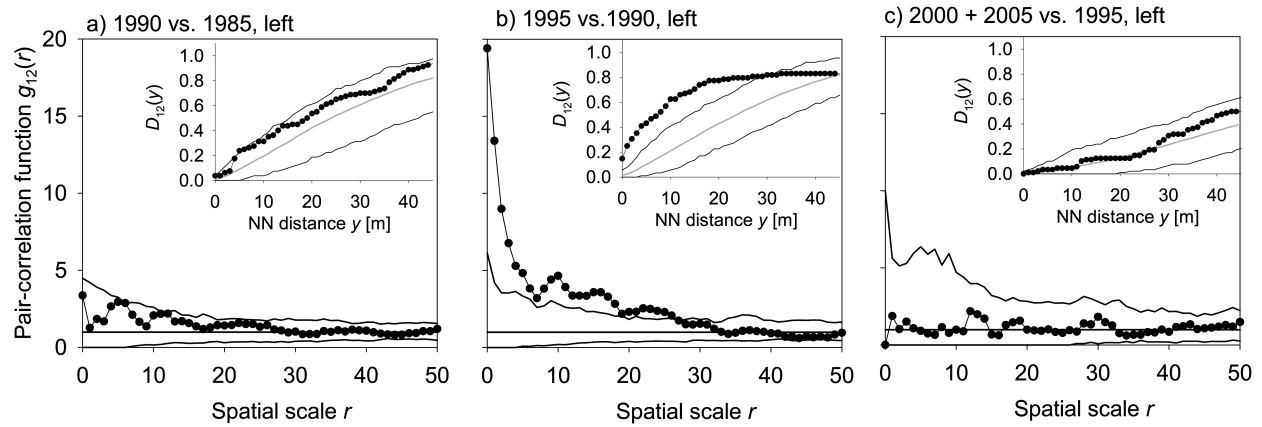 a) 1990 vs. 1985, left
b) 1995 vs.1990, left
c) 2000 + 2005 vs. 1995, left
Pair-correlation function g12(r)
20
15
10
5
0
0 10 20 30 40 50
Spatial scale r
D12(y)
1.0
0.8
0.6
0.4
0.2
0.0
0 10 20 30 40
NN distance y [m]
0 10 20 30 40 50
Spatial scale r
D12(y)
1.0
0.8
0.6
0.4
0.2
0.0
0 10 20 30 40
NN distance y [m]
0 10 20 30 40 50
Spatial scale r
D12(y)
1.0
0.8
0.6
0.4
0.2
0.0
0 10 20 30 40
NN distance y [m]